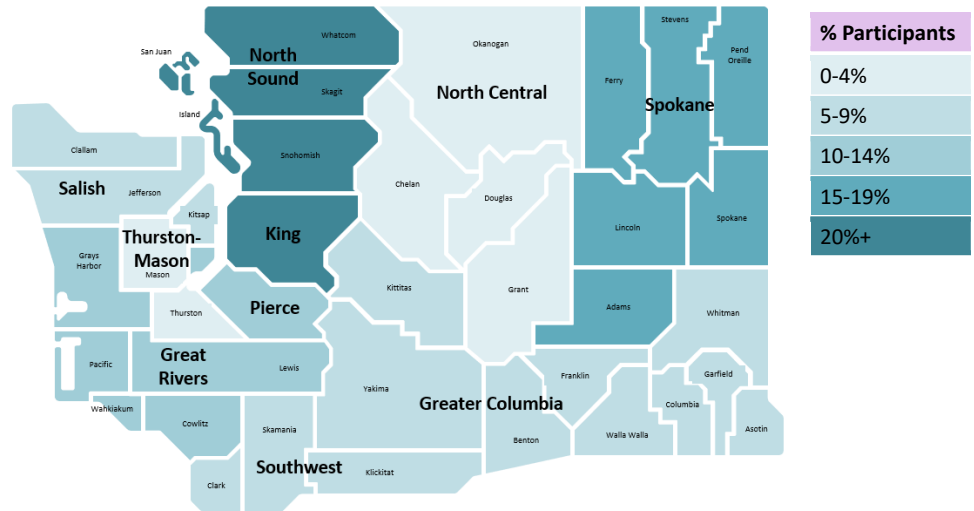 % Participants
0-4%
5-9%
10-14%
15-19%
20%+
Whatcom
San Juan
North
Sound
Skagit
Island
Snohomish
King
Okanogan
North Central
Chelan
Douglas
Grant
Stevens
Ferry
Pend
Oreille
Spokane
Lincoln
Spokane
Adams
Clallam
Salish
Jefferson
Kitsap
Thurston-
Mason
Mason
Thurston
Grays
Harbor
Pierce
Great
Rivers
Lewis
Pacific
Wahkiakum
Cowlitz
Kittitas
Yakima
Greater Columbia
Whitman
Franklin
Garfield
Columbia
Benton
Walla Walla
Asotin
Skamania
Southwest
Klickitat
Clark